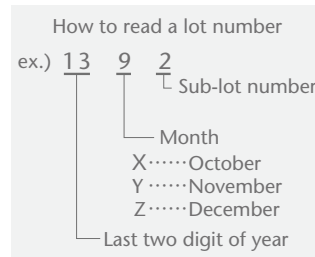 How to read a lot number
ex.) 13 9 2
Sub-lot number
Month
X……October
Y……November
Z……December
Last two digit of year